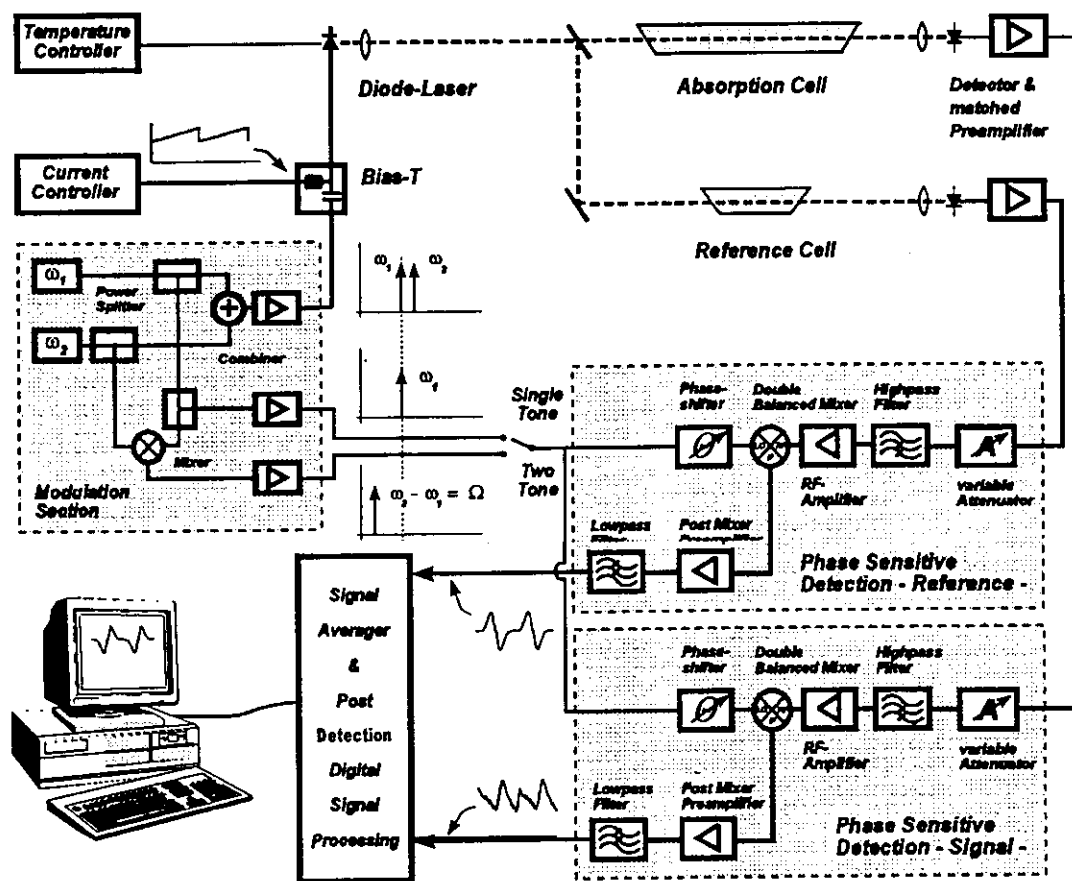 Temperature
Controller
Diode-Laser
Absorption Cell
Detector &
matched
Preamplifier
Current
Controller
Bias-T
Reference Cell
ω₁
Power
Splitter
ω₂
Combiner
Mixer
Modulation
Section
ω₁ ω₂
ω₁
ω₂ - ω₁ = Ω
Single
Tone
Two
Tone
Phase-
shifter
Double
Balanced Mixer
Highpass
Filter
RF-
Amplifier
variable
Attenuator
Lowpass
Filter
Post Mixer
Preamplifier
Phase Sensitive
Detection - Reference -
Signal
Averager
&
Post
Detection
Digital
Signal
Processing
Phase-
shifter
Double
Balanced Mixer
Highpass
Filter
RF-
Amplifier
variable
Attenuator
Lowpass
Filter
Post Mixer
Preamplifier
Phase Sensitive
Detection - Signal -